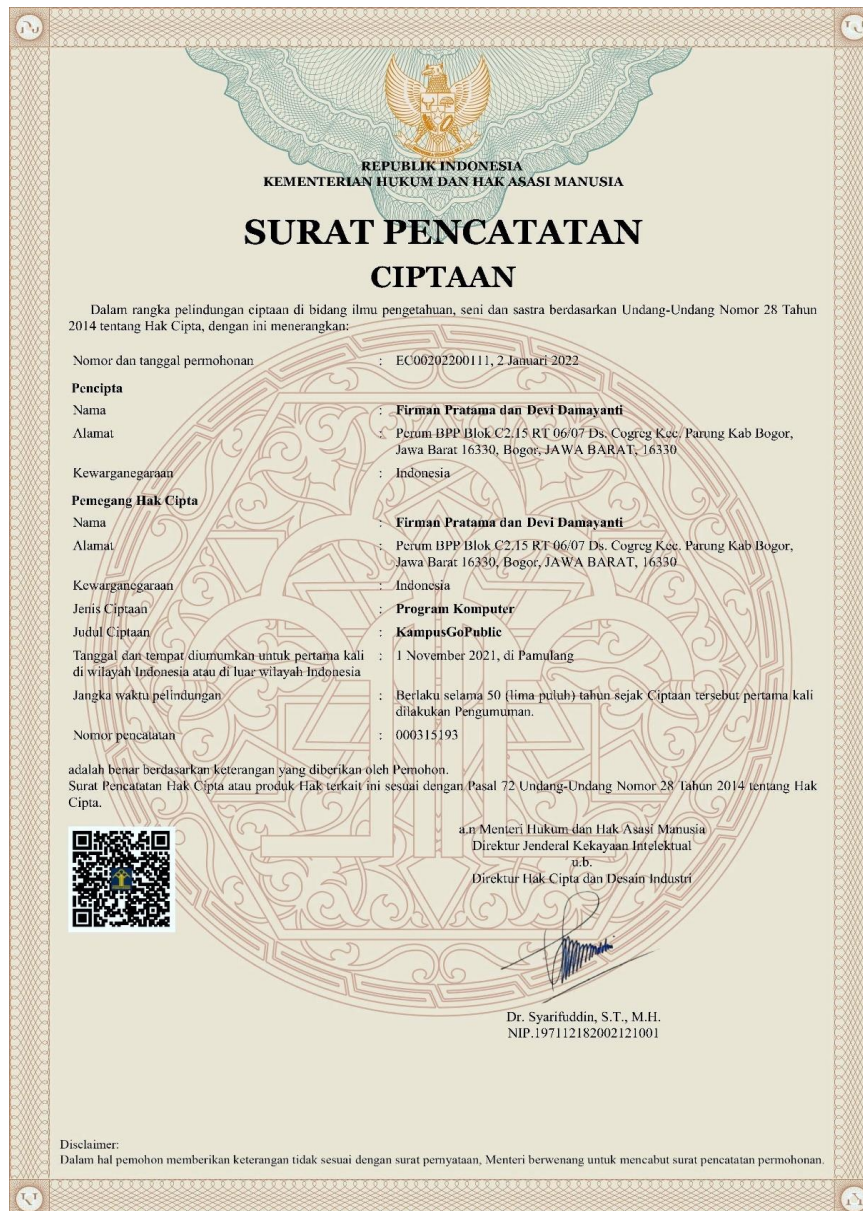 REPUBLIK INDONESIA
KEMENTERIAN HUKUM DAN HAK ASASI MANUSIA
SURAT PENCATATAN
CIPTAAN
Dalam rangka pelindungan ciptaan di bidang ilmu pengetahuan, seni dan sastra berdasarkan Undang-Undang Nomor 28 Tahun
2014 tentang Hak Cipta, dengan ini menerangkan:
Nomor dan tanggal permohonan : EC00202200111, 2 Januari 2022
Pencipta
Nama : Firman Pratama dan Devi Damayanti
Alamat : Perum BPP Blok C2.15 RT 06/07 Ds. Cogreg Kec. Parung Kab Bogor,
Jawa Barat 16330, Bogor, JAWA BARAT, 16330
Kewarganegaraan : Indonesia
Pemegang Hak Cipta
Nama : Firman Pratama dan Devi Damayanti
Alamat : Perum BPP Blok C2.15 RT 06/07 Ds. Cogreg Kec. Parung Kab Bogor,
Jawa Barat 16330, Bogor, JAWA BARAT, 16330
Kewarganegaraan : Indonesia
Jenis Ciptaan : Program Komputer
Judul Ciptaan : KampusGoPublic
Tanggal dan tempat diumumkan untuk pertama kali : 1 November 2021, di Pamulang
di wilayah Indonesia atau di luar wilayah Indonesia
Jangka waktu pelindungan : Berlaku selama 50 (lima puluh) tahun sejak Ciptaan tersebut pertama kali
dilakukan Pengumuman.
Nomor pencatatan : 000315193
adalah benar berdasarkan keterangan yang diberikan oleh Pemohon.
Surat Pencatatan Hak Cipta atau produk Hak terkait ini sesuai dengan Pasal 72 Undang-Undang Nomor 28 Tahun 2014 tentang Hak
Cipta.
a.n Menteri Hukum dan Hak Asasi Manusia
Direktur Jenderal Kekayaan Intelektual
u.b.
Direktur Hak Cipta dan Desain Industri
Dr. Syarifuddin, S.T., M.H.
NIP.197112182002121001
Disclaimer:
Dalam hal pemohon memberikan keterangan tidak sesuai dengan surat pernyataan, Menteri berwenang untuk mencabut surat pencatatan permohonan.